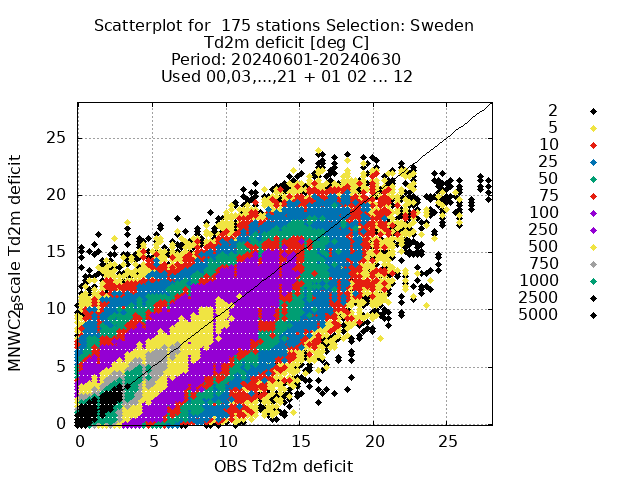 Scatterplot for 175 stations Selection: Sweden
Td2m deficit [deg C]
Period: 20240601-20240630
Used 00,03,...,21 + 01 02 ... 12
MNWC2.5scale Td2m deficit
25
20
15
10
5
0
0 5 10 15 20 25
OBS Td2m deficit
2
5
10
25
50
75
100
250
500
750
1000
2500
5000